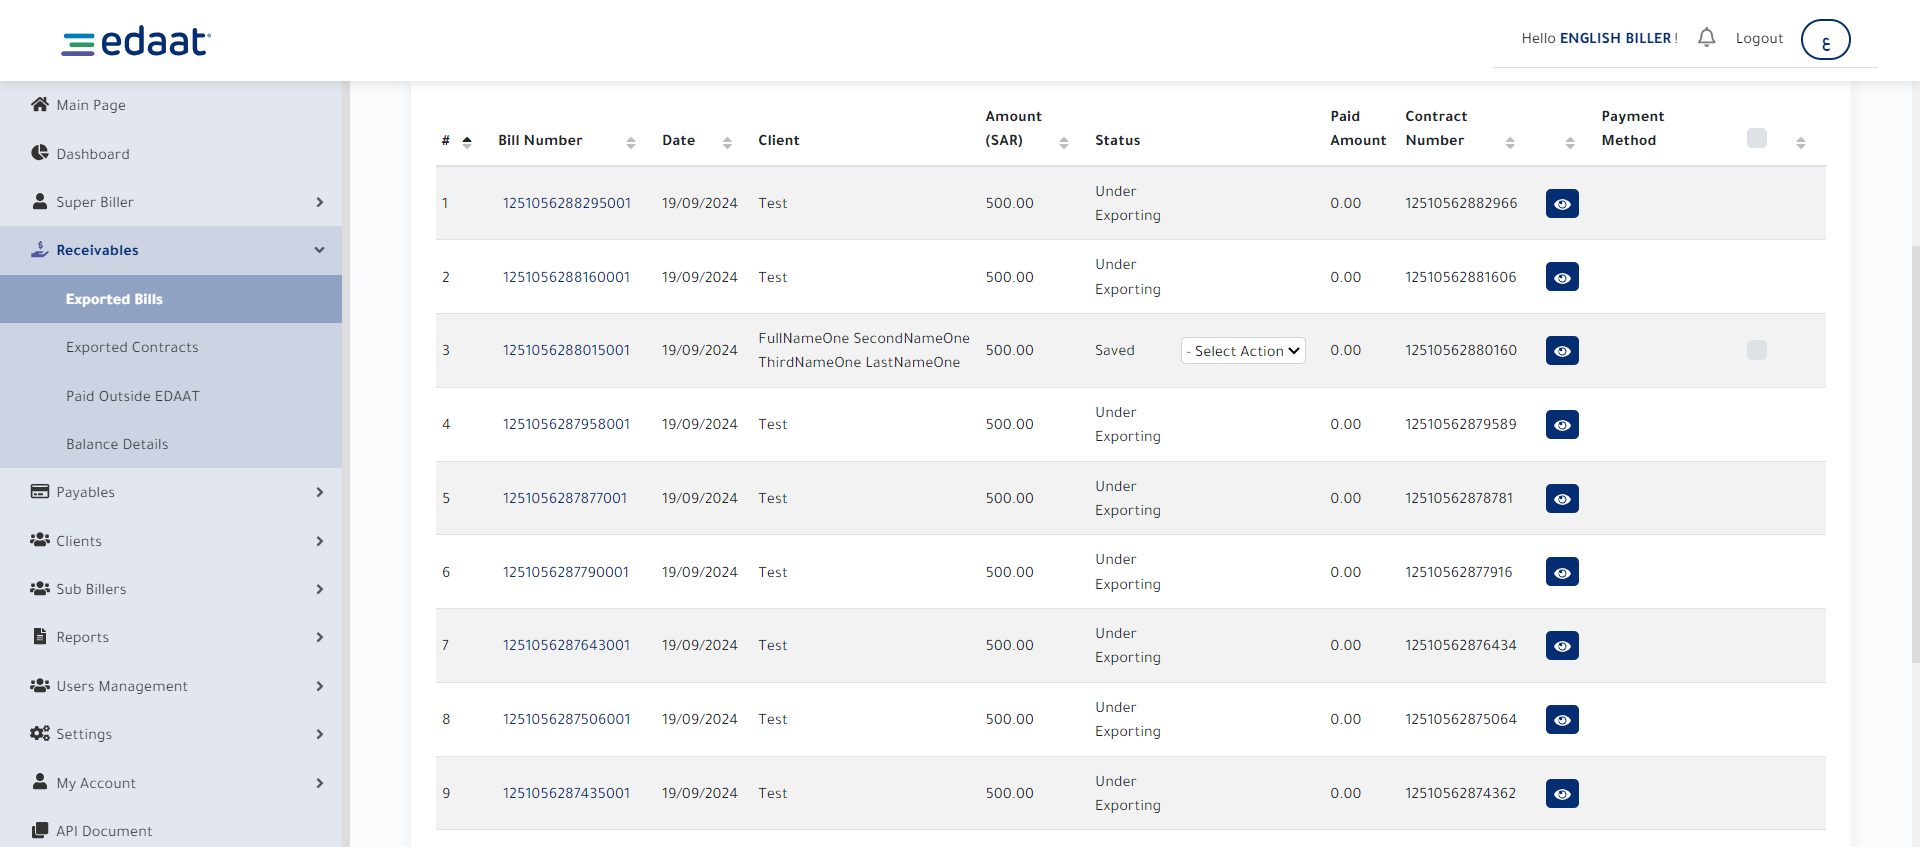 edaat
Hello ENGLISH BILLER !
Logout
ع
Main Page
Dashboard
Super Biller
Receivables
Exported Bills
Exported Contracts
Paid Outside EDAAT
Balance Details
Payables
Clients
Sub Billers
Reports
Users Management
Settings
My Account
API Document
# Bill Number Date Client Amount (SAR) Status Paid Amount Contract Number Payment Method
1 1251056288295001 19/09/2024 Test 500.00 Under Exporting 0.00 12510562882966
2 1251056288160001 19/09/2024 Test 500.00 Under Exporting 0.00 12510562881606
3 1251056288015001 19/09/2024 FullNameOne SecondNameOne ThirdNameOne LastNameOne 500.00 Saved - Select Action 0.00 12510562880160
4 1251056287958001 19/09/2024 Test 500.00 Under Exporting 0.00 12510562879589
5 1251056287877001 19/09/2024 Test 500.00 Under Exporting 0.00 12510562878781
6 1251056287790001 19/09/2024 Test 500.00 Under Exporting 0.00 12510562877916
7 1251056287643001 19/09/2024 Test 500.00 Under Exporting 0.00 12510562876434
8 1251056287506001 19/09/2024 Test 500.00 Under Exporting 0.00 12510562875064
9 1251056287435001 19/09/2024 Test 500.00 Under Exporting 0.00 12510562874362